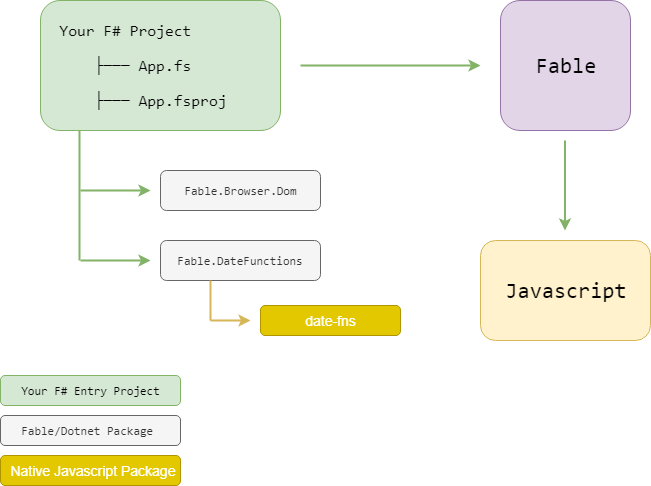 Your F# Project
├── App.fs
├── App.fsproj
Fable
Fable.Browser.Dom
Fable.DateFunctions
date-fns
Javascript
Your F# Entry Project
Fable/Dotnet Package
Native Javascript Package